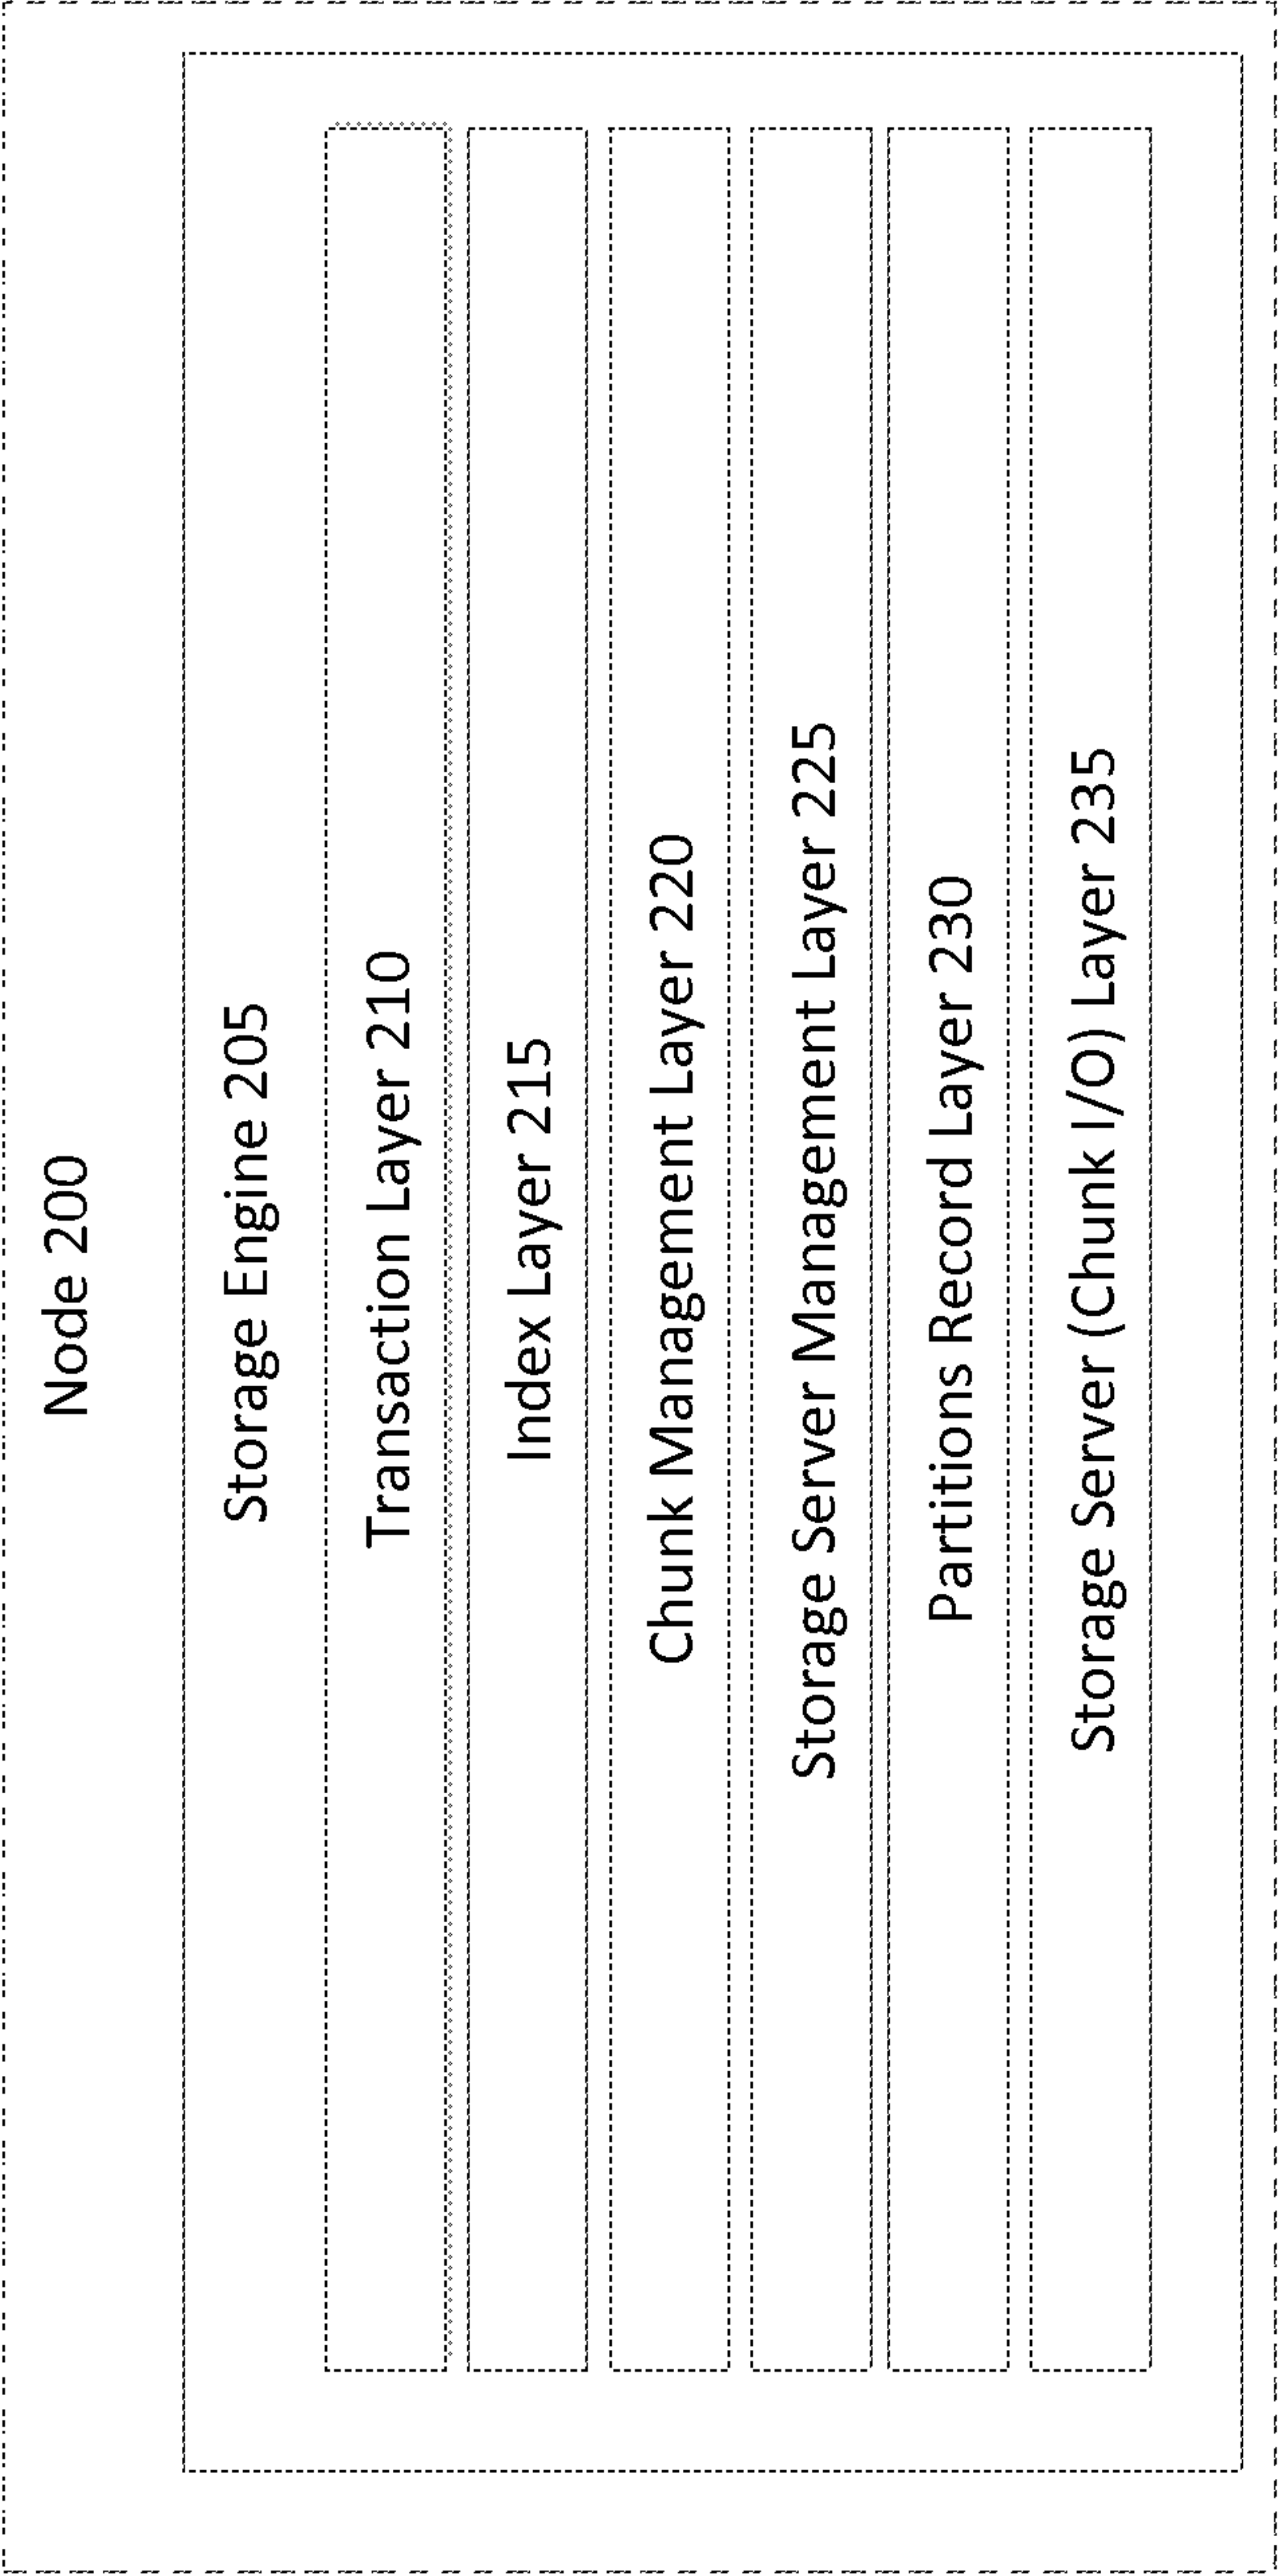 Node 200
Storage Engine 205
Transaction Layer 210
Index Layer 215
Chunk Management Layer 220
Storage Server Management Layer 225
Partitions Record Layer 230
Storage Server (Chunk I/O) Layer 235